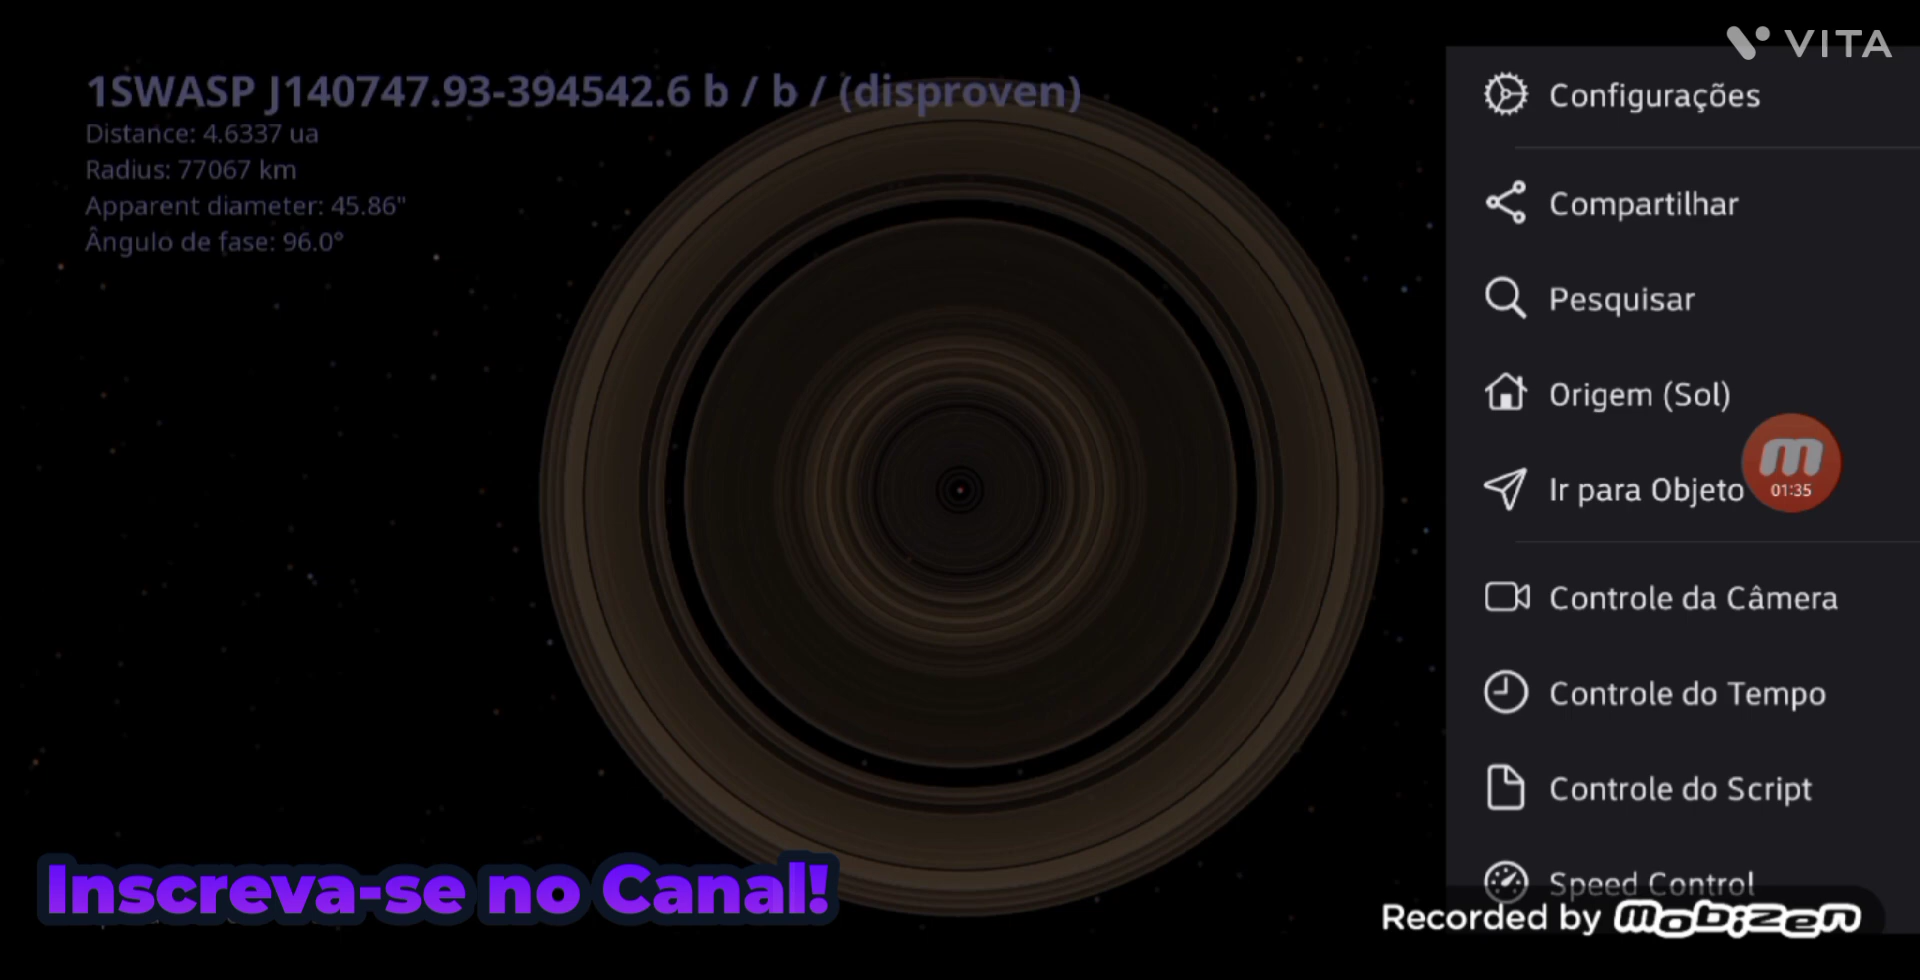 VITA
1SWASP J140747.93-394542.6 b / b / (disproven)
Distance: 4.6337 ua
Radius: 77067 km
Apparent diameter: 45.86"
Ângulo de fase: 96.0°
Configurações
Compartilhar
Pesquisar
Origem (Sol)
Ir para Objeto
m
01:35
Controle da Câmera
Controle do Tempo
Controle do Script
Speed Control
Inscreva-se no Canal!
Recorded by mobizen